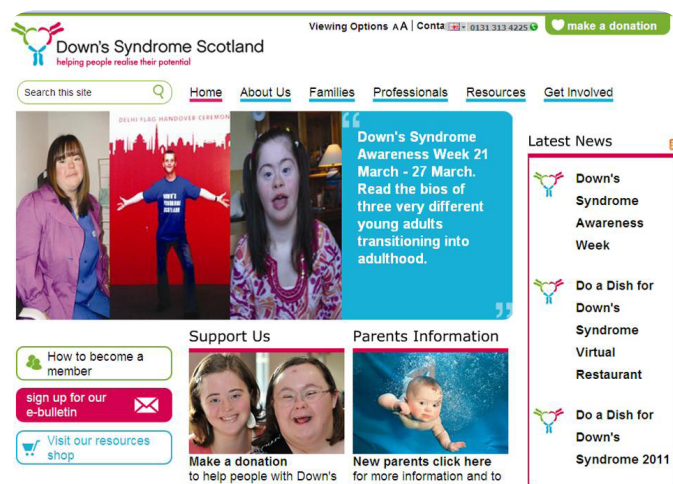 Viewing Options AA | Conta
0131 313 4225
make a donation
Down's Syndrome Scotland
helping people realise their potential
Search this site
Home About Us Families Professionals Resources Get Involved
DELHI FLAG HANDOVER CEREMON
DOWN'S
SYNDROME
SCOTLAND
Down's Syndrome
Awareness Week 21
March - 27 March.
Read the bios of
three very different
young adults
transitioning into
adulthood.
Latest News
Down's
Syndrome
Awareness
Week
Do a Dish for
Down's
Syndrome
Virtual
Restaurant
Do a Dish for
Down's
Syndrome 2011
How to become a
member
sign up for our
e-bulletin
Visit our resources
shop
Support Us
Make a donation
to help people with Down's
Parents Information
New parents click here
for more information and to